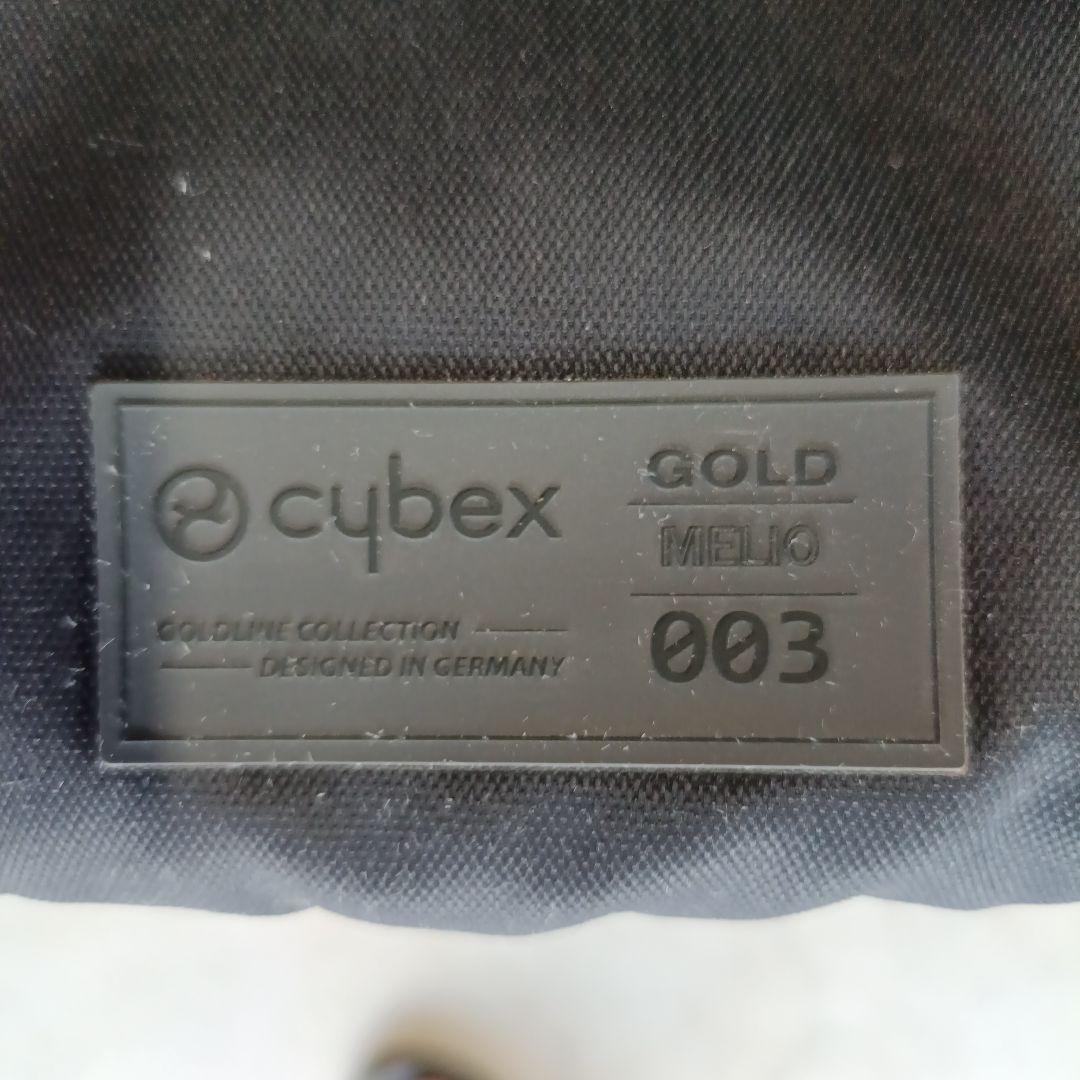 cybex
GOLDLINE COLLECTION
DESIGNED IN GERMANY
GOLD
MELIO
003